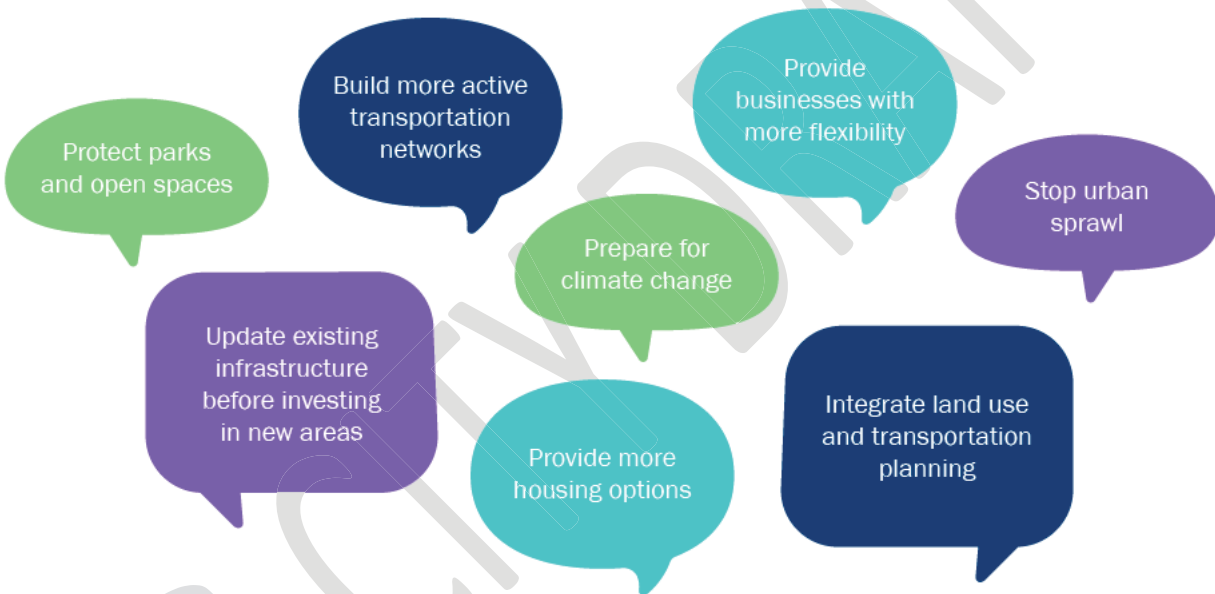 Protect parks
and open spaces
Build more active
transportation
networks
Provide
businesses with
more flexibility
Stop urban
sprawl
Prepare for
climate change
Update existing
infrastructure
before investing
in new areas
Provide more
housing options
Integrate land use
and transportation
planning